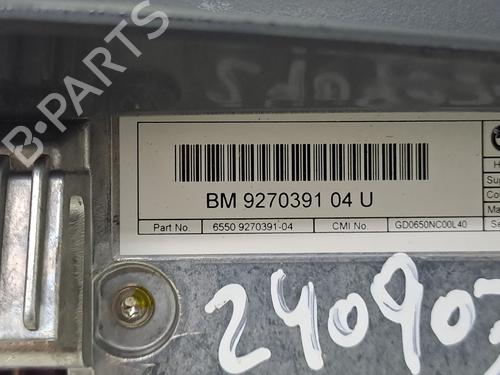 B-PARTS
BM 9270391 04 U
Part No. 6550 9270391-04 CMI No. GD0650NC00L40
240907